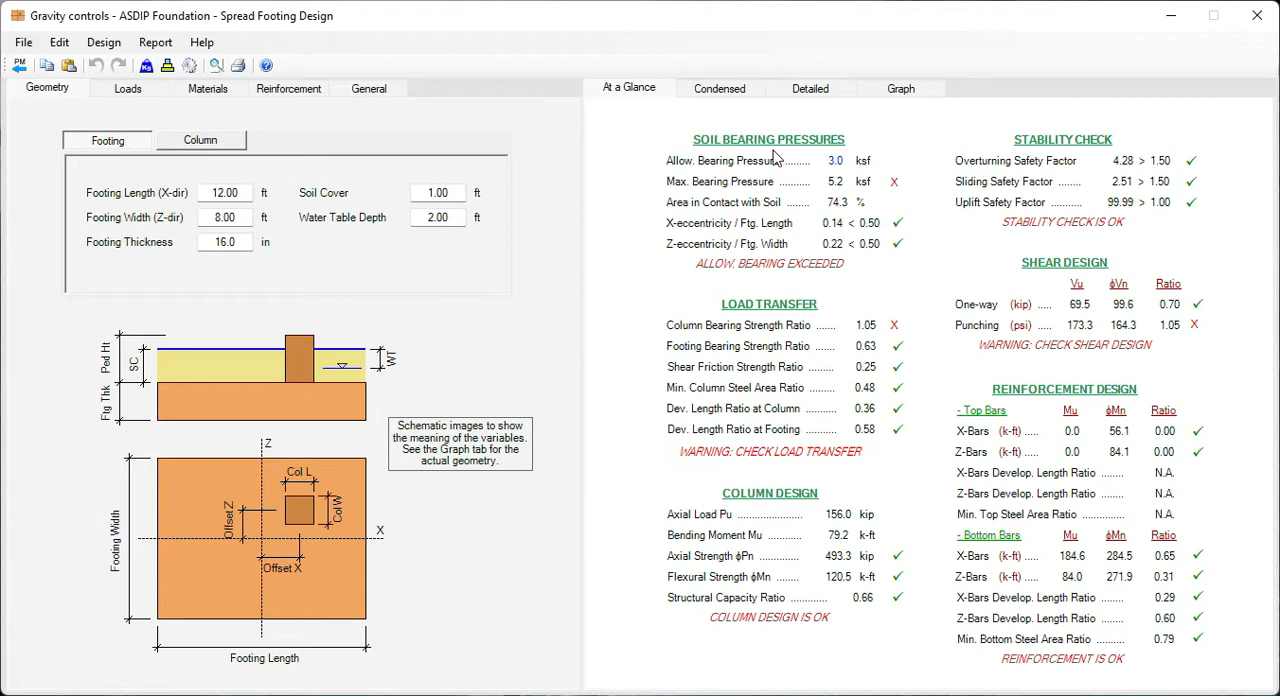 Gravity controls - ASDIP Foundation - Spread Footing Design
File Edit Design Report Help
PM Kg
Geometry Loads Materials Reinforcement General
At a Glance Condensed Detailed Graph
Footing Column
Footing Length (X-dir) 12.00 ft Soil Cover 1.00 ft
Footing Width (Z-dir) 8.00 ft Water Table Depth 2.00 ft
Footing Thickness 16.0 in
Ped Ht
SC
WT
Ftg Thk
Schematic images to show
the meaning of the variables.
See the Graph tab for the
actual geometry.
Z
Col L
Col W
Offset Z
X
Offset X
Footing Width
Footing Length
SOIL BEARING PRESSURES
Allow. Bearing Pressure ........ 3.0 ksf
Max. Bearing Pressure ........... 5.2 ksf X
Area in Contact with Soil ........ 74.3 %
X-eccentricity / Ftg. Length 0.14 < 0.50 ✓
Z-eccentricity / Ftg. Width 0.22 < 0.50 ✓
ALLOW. BEARING EXCEEDED
LOAD TRANSFER
Column Bearing Strength Ratio ...... 1.05 X
Footing Bearing Strength Ratio ...... 0.63 ✓
Shear Friction Strength Ratio ........ 0.25 ✓
Min. Column Steel Area Ratio ........ 0.48 ✓
Dev. Length Ratio at Column ......... 0.36 ✓
Dev. Length Ratio at Footing .......... 0.58 ✓
WARNING: CHECK LOAD TRANSFER
COLUMN DESIGN
Axial Load Pu ....................... 156.0 kip
Bending Moment Mu ........... 79.2 k-ft
Axial Strength ϕPn .............. 493.3 kip ✓
Flexural Strength ϕMn ........ 120.5 k-ft ✓
Structural Capacity Ratio ............. 0.66 ✓
COLUMN DESIGN IS OK
STABILITY CHECK
Overturning Safety Factor 4.28 > 1.50 ✓
Sliding Safety Factor ........ 2.51 > 1.50 ✓
Uplift Safety Factor ........... 99.99 > 1.00 ✓
STABILITY CHECK IS OK
SHEAR DESIGN
Vu ϕVn Ratio
One-way (kip) ..... 69.5 99.6 0.70 ✓
Punching (psi) ..... 173.3 164.3 1.05 X
WARNING: CHECK SHEAR DESIGN
REINFORCEMENT DESIGN
- Top Bars Mu ϕMn Ratio
X-Bars (k-ft) ..... 0.0 56.1 0.00 ✓
Z-Bars (k-ft) ..... 0.0 84.1 0.00 ✓
X-Bars Develop. Length Ratio ........ N.A.
Z-Bars Develop. Length Ratio ........ N.A.
Min. Top Steel Area Ratio .............. N.A.
- Bottom Bars Mu ϕMn Ratio
X-Bars (k-ft) ..... 184.6 284.5 0.65 ✓
Z-Bars (k-ft) ..... 84.0 271.9 0.31 ✓
X-Bars Develop. Length Ratio ........ 0.29 ✓
Z-Bars Develop. Length Ratio ........ 0.60 ✓
Min. Bottom Steel Area Ratio ......... 0.79 ✓
REINFORCEMENT IS OK